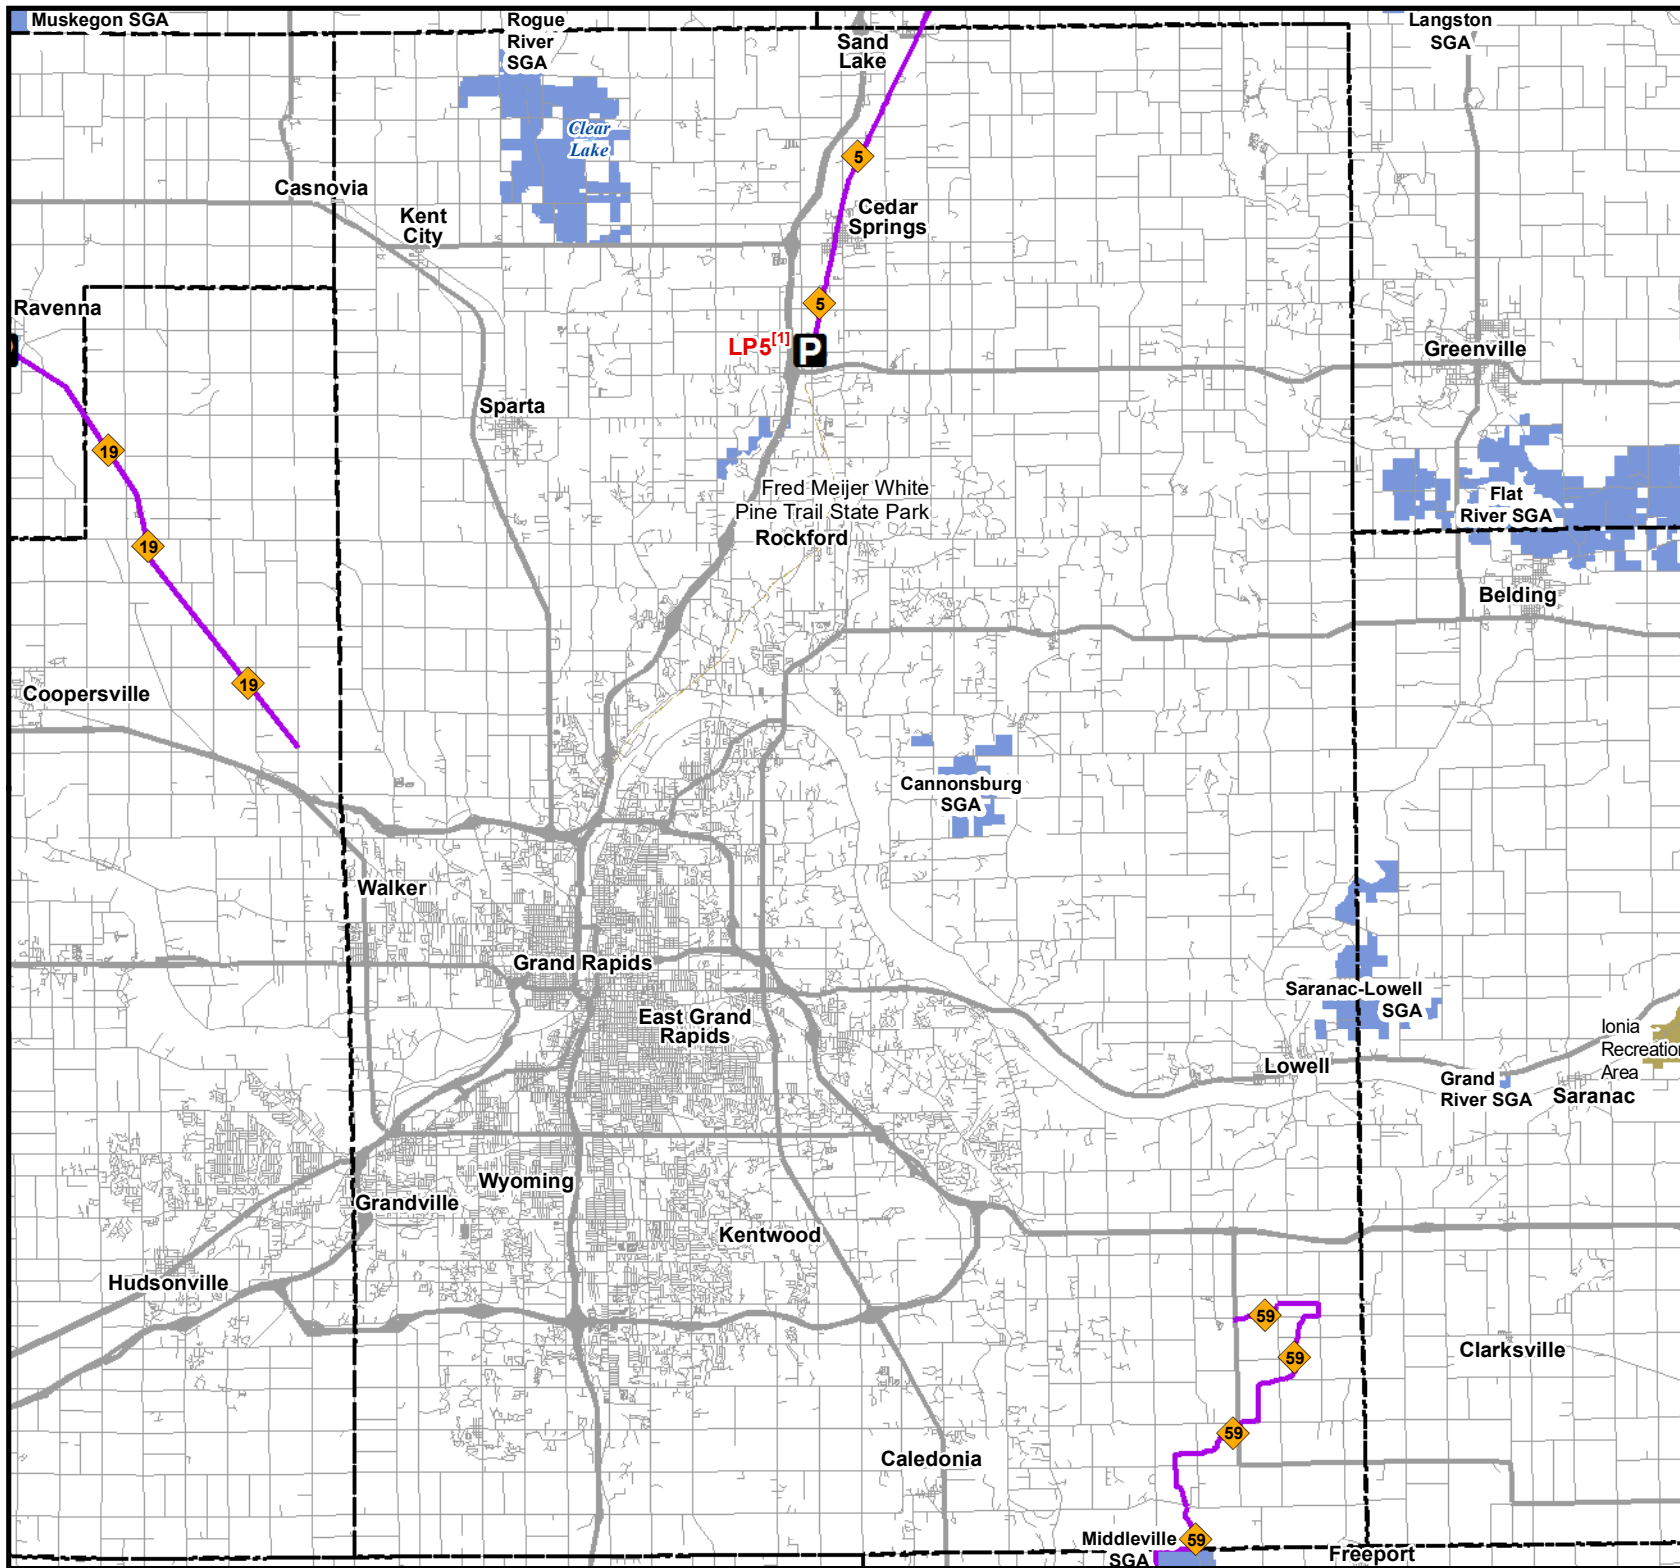 Muskegon SGA
Rogue
River
SGA
Sand
Lake
Langston
SGA
Clear
Lake
5
Casnovia
Kent
City
Cedar
Springs
Ravenna
5
LP5[1]
P
Greenville
Sparta
19
Fred Meijer White
Pine Trail State Park
Rockford
Flat
River SGA
19
Belding
19
Coopersville
Cannonsburg
SGA
Walker
Grand Rapids
East Grand
Rapids
Saranac-Lowell
SGA
Ionia
Recreation
Area
Lowell
Grand
River SGA
Saranac
Wyoming
Grandville
Kentwood
Hudsonville
59
59
Clarksville
59
Caledonia
Middleville
SGA
59
Freeport